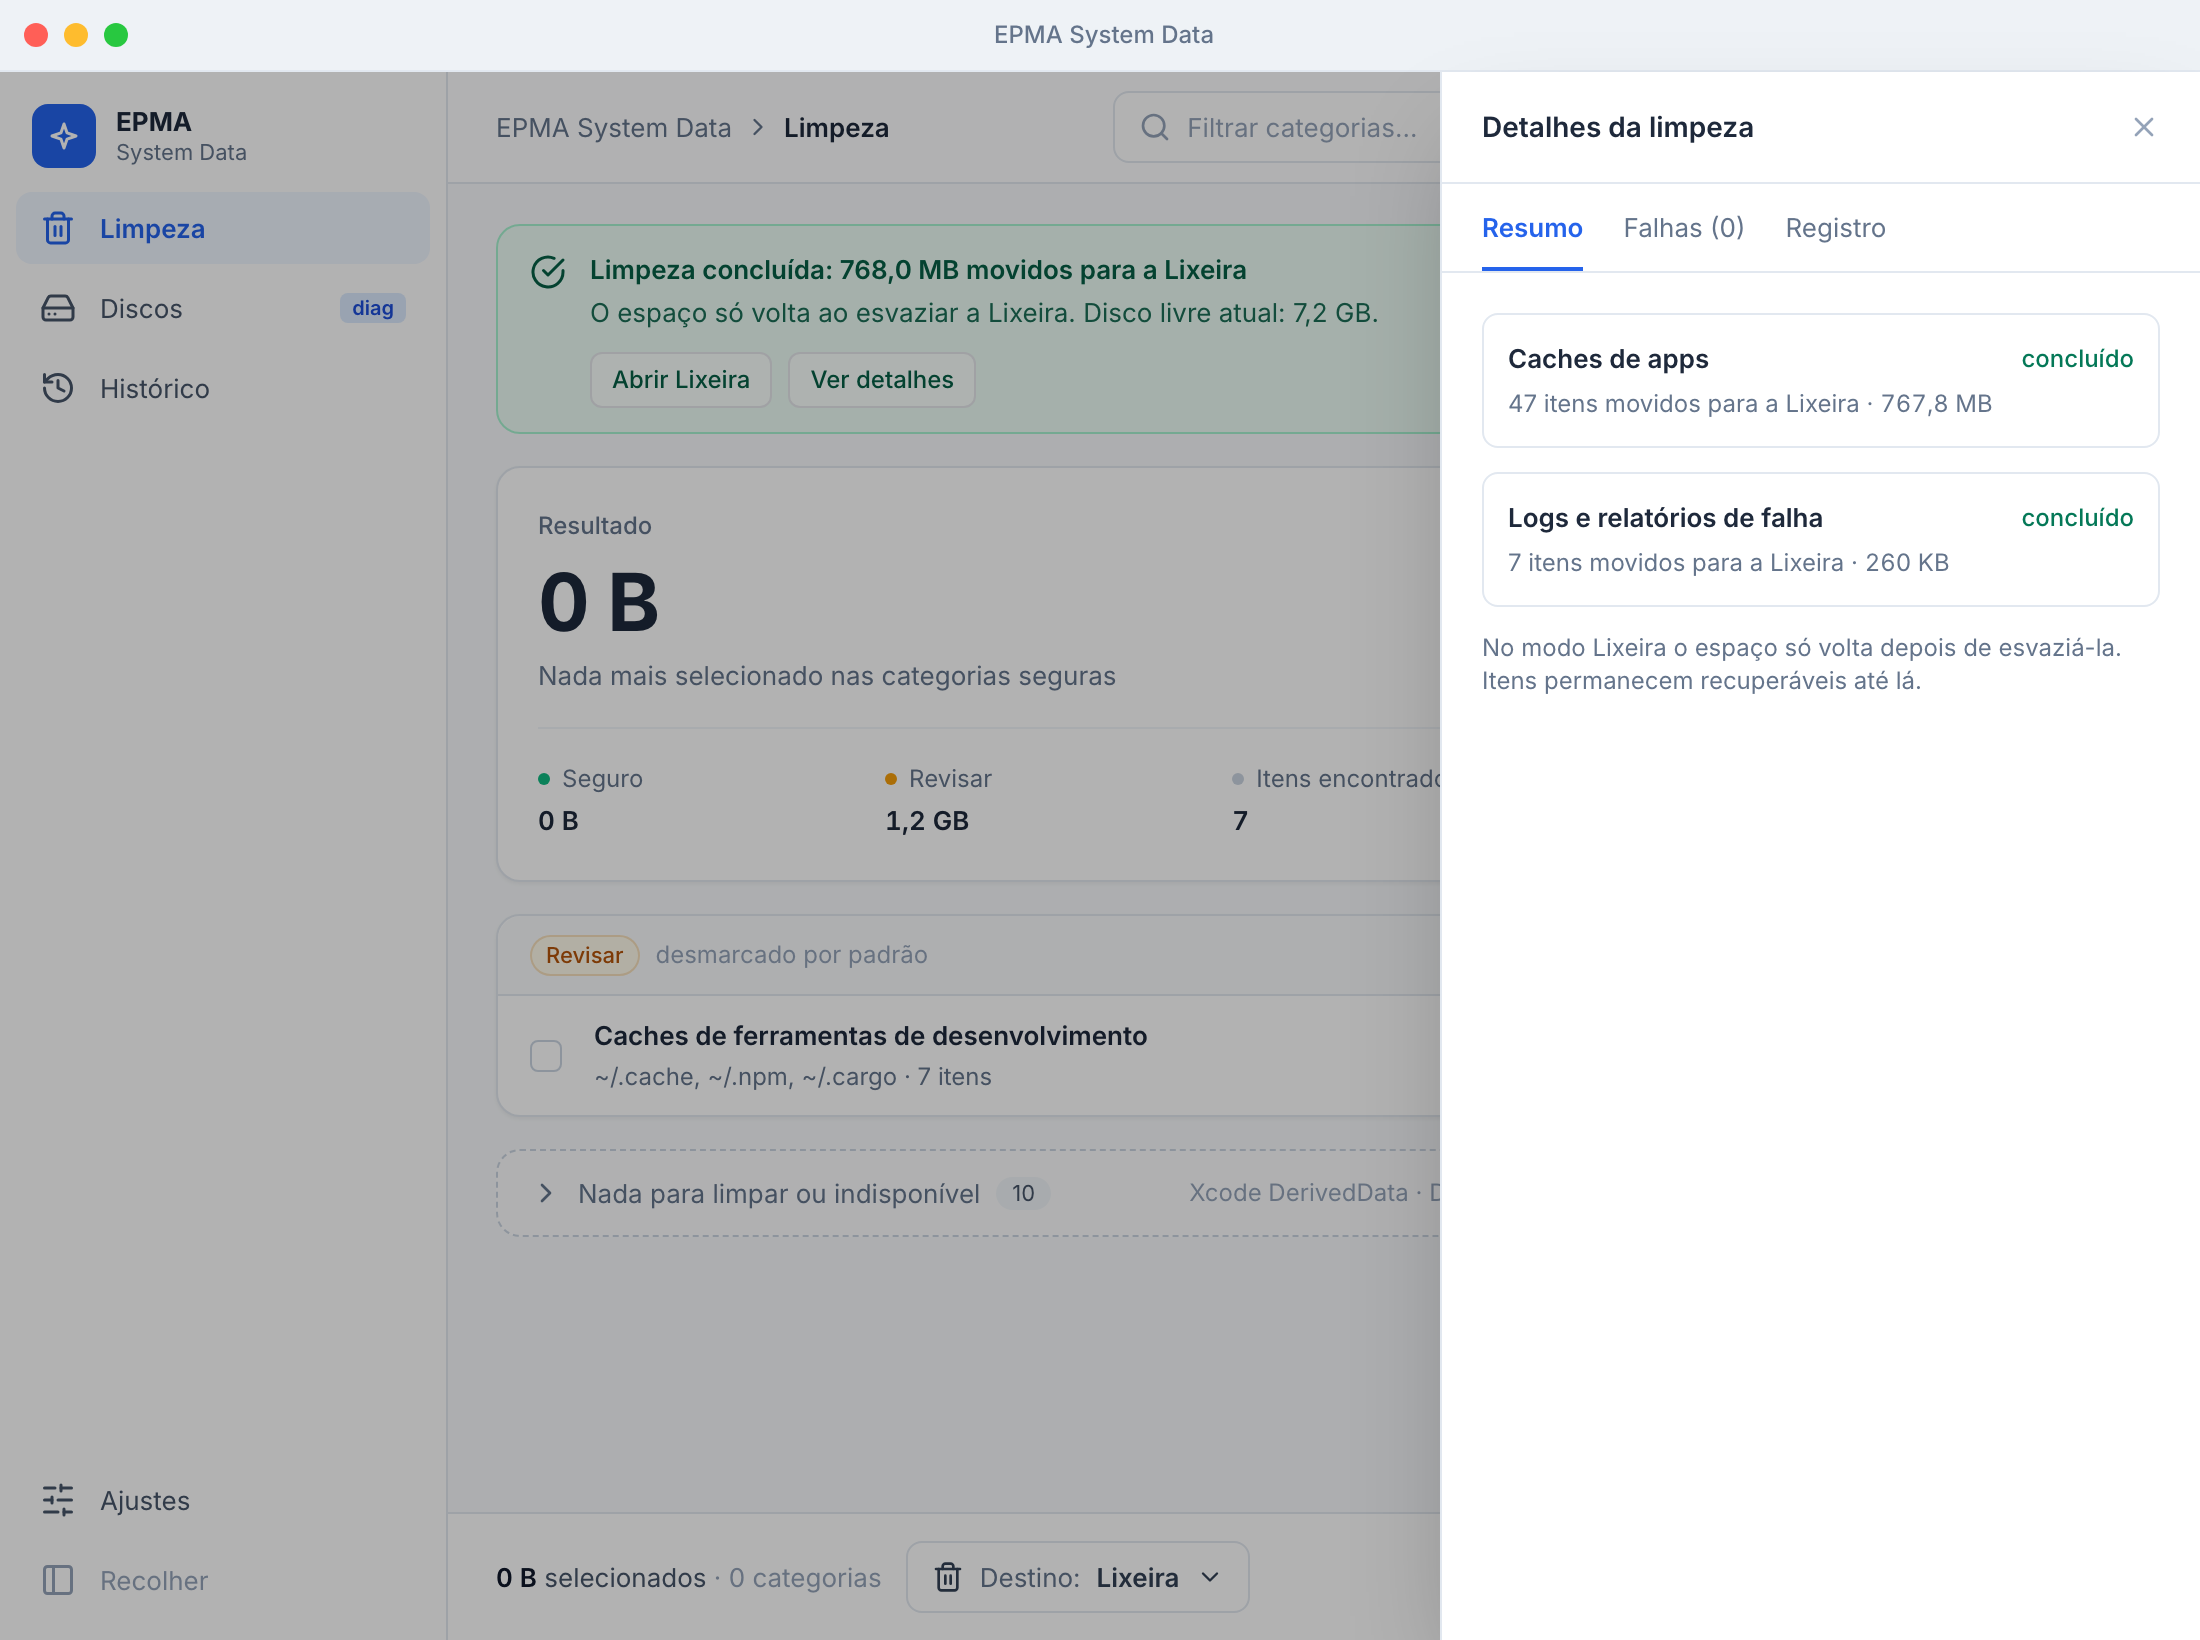 EPMA System Data
EPMA
System Data
Limpeza
Discos
diag
Histórico
Ajustes
Recolher
EPMA System Data > Limpeza
Filtrar categorias...
Limpeza concluída: 768,0 MB movidos para a Lixeira
O espaço só volta ao esvaziar a Lixeira. Disco livre atual: 7,2 GB.
Abrir Lixeira
Ver detalhes
Resultado
0 B
Nada mais selecionado nas categorias seguras
Seguro
0 B
Revisar
1,2 GB
Itens encontrado
7
Revisar
desmarcado por padrão
Caches de ferramentas de desenvolvimento
~/.cache, ~/.npm, ~/.cargo · 7 itens
Nada para limpar ou indisponível
10
Xcode DerivedData ·
0 B selecionados · 0 categorias
Destino: Lixeira
Detalhes da limpeza
Resumo
Falhas (0)
Registro
Caches de apps
concluído
47 itens movidos para a Lixeira · 767,8 MB
Logs e relatórios de falha
concluído
7 itens movidos para a Lixeira · 260 KB
No modo Lixeira o espaço só volta depois de esvaziá-la.
Itens permanecem recuperáveis até lá.